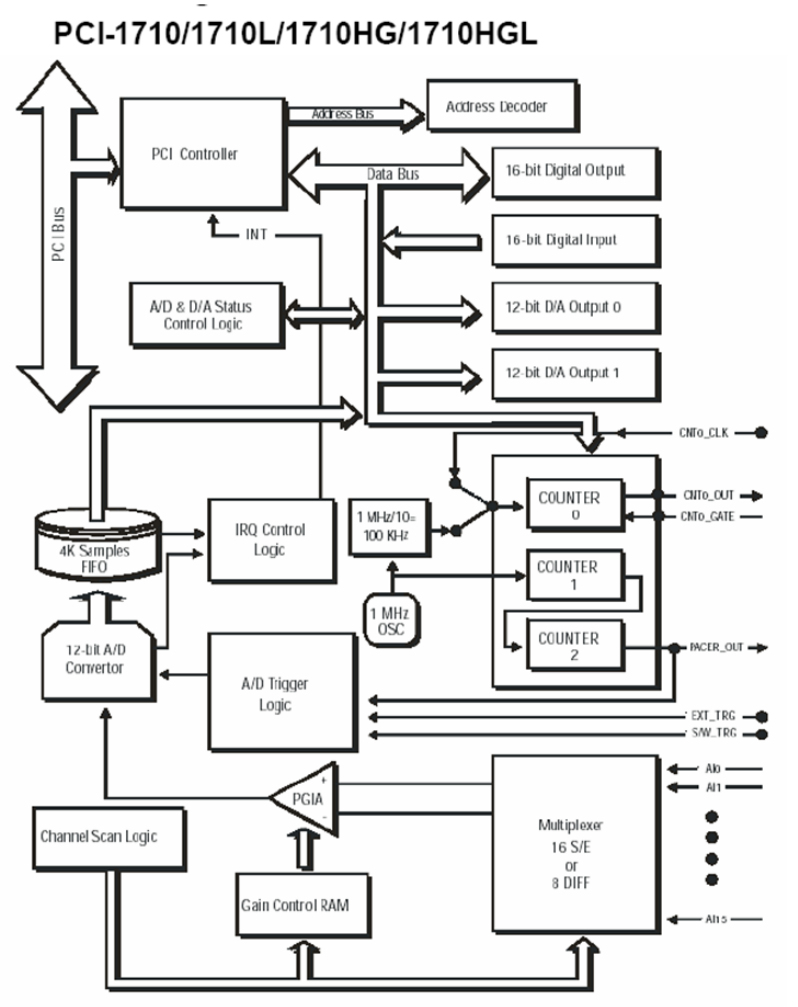 PCI-1710/1710L/1710HG/1710HGL
PCI Bus
PCI Controller
Address Bus
Address Decoder
Data Bus
16-bit Digital Output
INT
16-bit Digital Input
A/D & D/A Status
Control Logic
12-bit D/A Output 0
12-bit D/A Output 1
CNT0_CLK
4K Samples
FIFO
IRQ Control
Logic
1 MHz/10=
100 KHz
COUNTER
0
CNT0_OUT
CNT0_GATE
COUNTER
1
1 MHz
OSC
COUNTER
2
PACER_OUT
12-bit A/D
Convertor
A/D Trigger
Logic
EXT_TRG
S/W_TRG
PGIA
+
-
Multiplexer
16 S/E
or
8 DIFF
AI0
AI1
AI15
Channel Scan Logic
Gain Control RAM